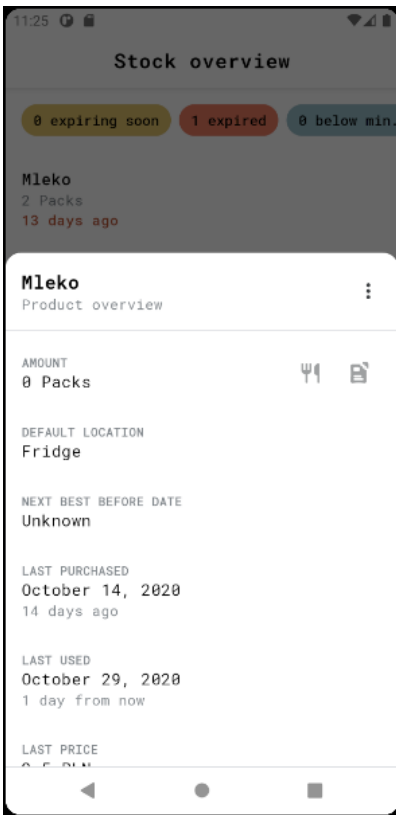 11:25
Stock overview
0 expiring soon
1 expired
0 below min.
Mleko
2 Packs
13 days ago
Mleko
Product overview
AMOUNT
0 Packs
DEFAULT LOCATION
Fridge
NEXT BEST BEFORE DATE
Unknown
LAST PURCHASED
October 14, 2020
14 days ago
LAST USED
October 29, 2020
1 day from now
LAST PRICE